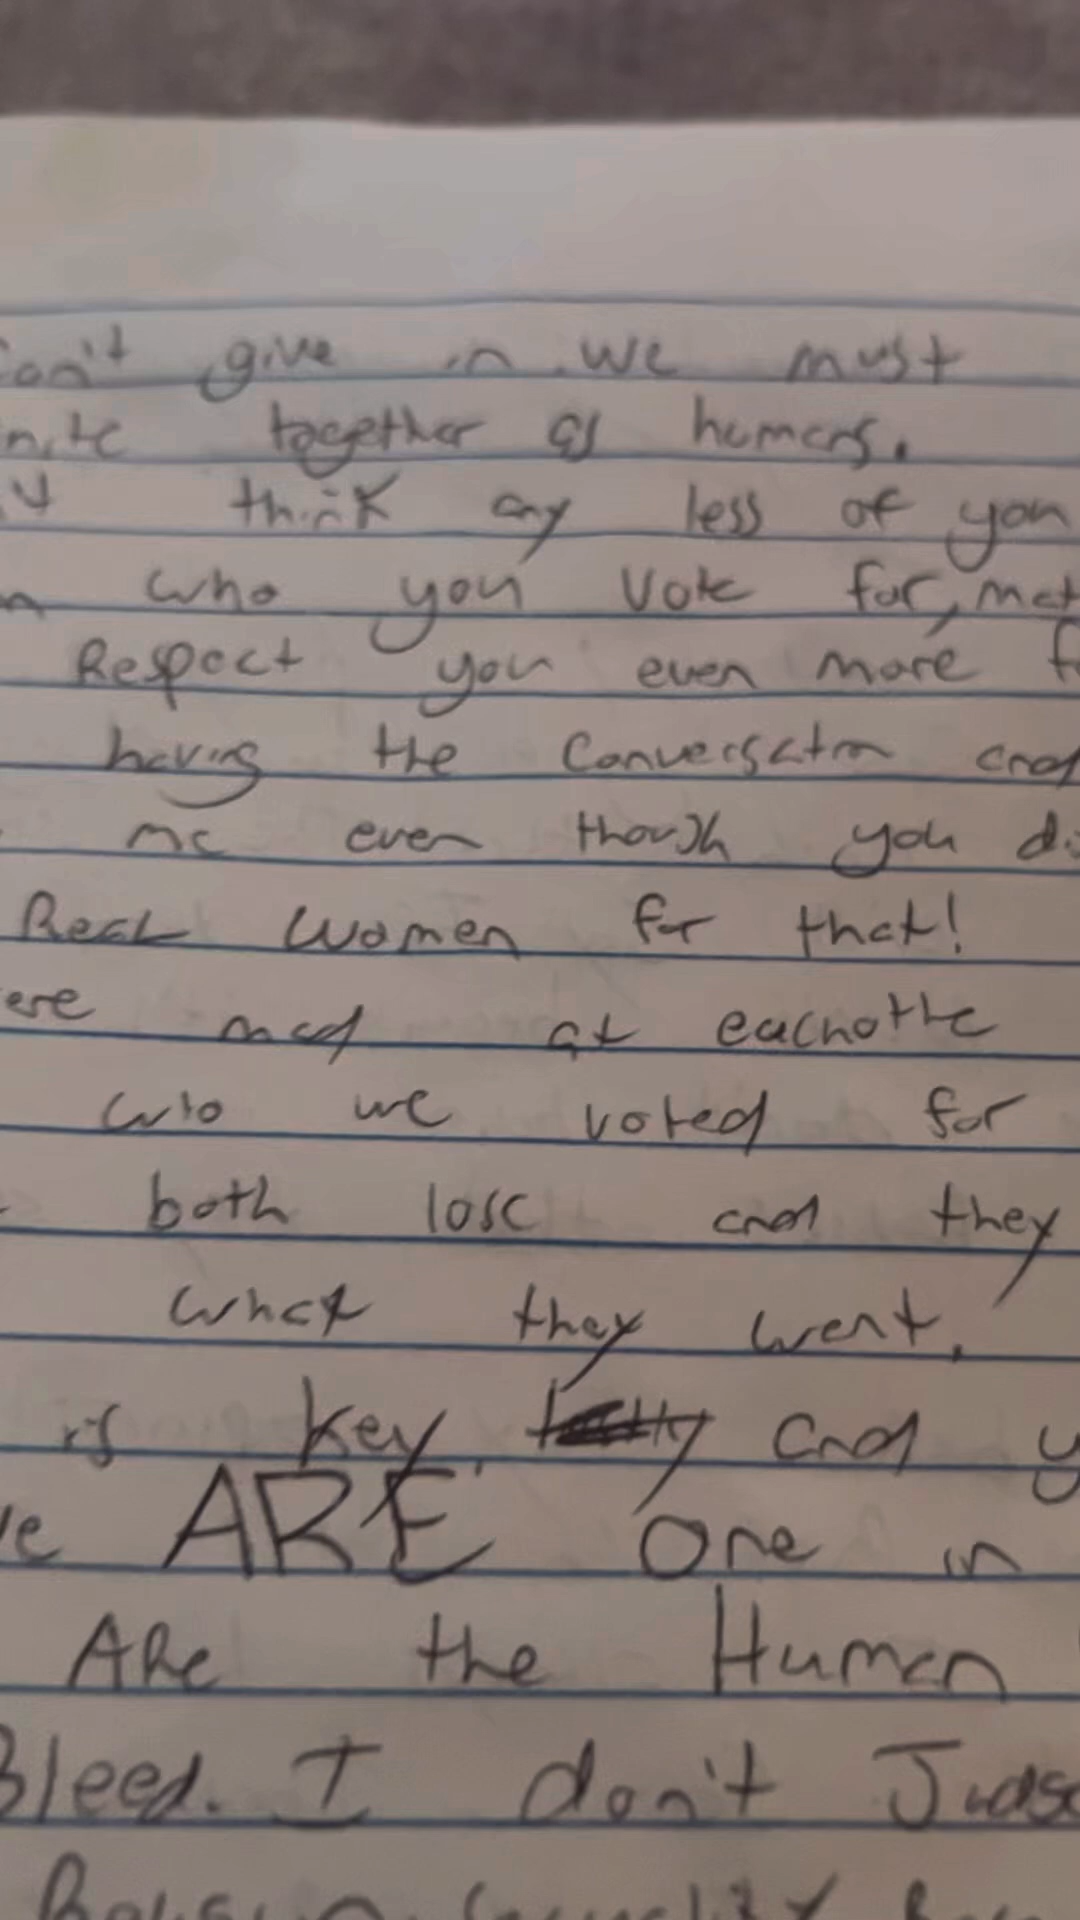 Don't give in. We must
unite together as humans.
think any less of you
who you vote for,
Respect you even more
having the Conversation and
me even though you
Real women for that!
mad at eachothe
who we voted for
both lose and they
what they want.
is key. and
ARE One in
ARe the Human
Bleed. I don't Judge